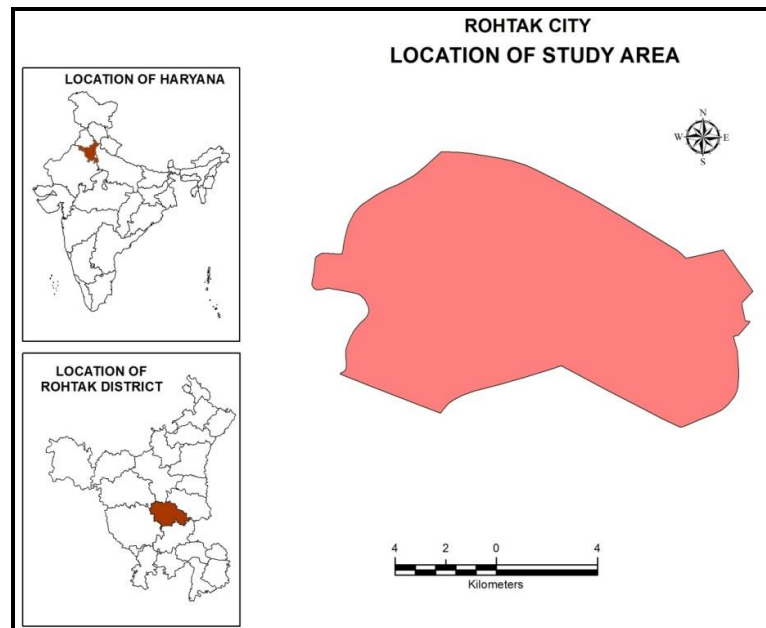 ROHTAK CITY
LOCATION OF STUDY AREA
LOCATION OF HARYANA
N
W E
S
LOCATION OF
ROHTAK DISTRICT
4 2 0 4
Kilometers